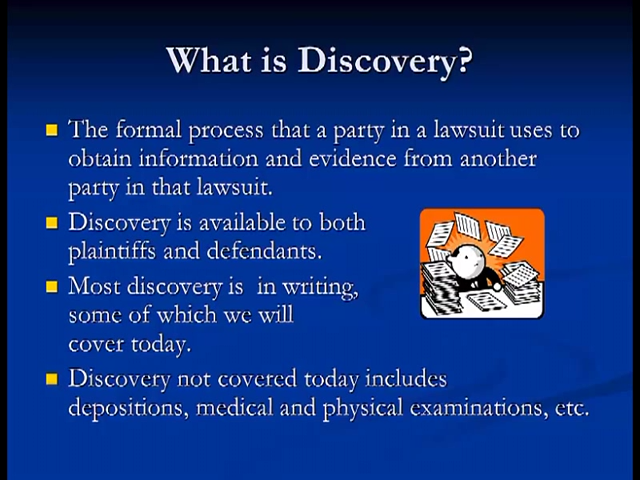 What is Discovery?
The formal process that a party in a lawsuit uses to
obtain information and evidence from another
party in that lawsuit.
Discovery is available to both
plaintiffs and defendants.
Most discovery is  in writing,
some of which we will
cover today.
Discovery not covered today includes
depositions, medical and physical examinations, etc.